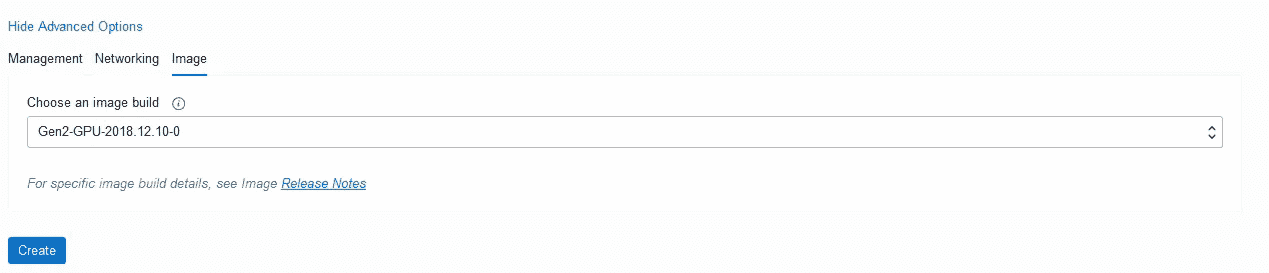 Hide Advanced Options
Management Networking Image
Choose an image build
Gen2-GPU-2018.12.10-0
For specific image build details, see Image Release Notes
Create